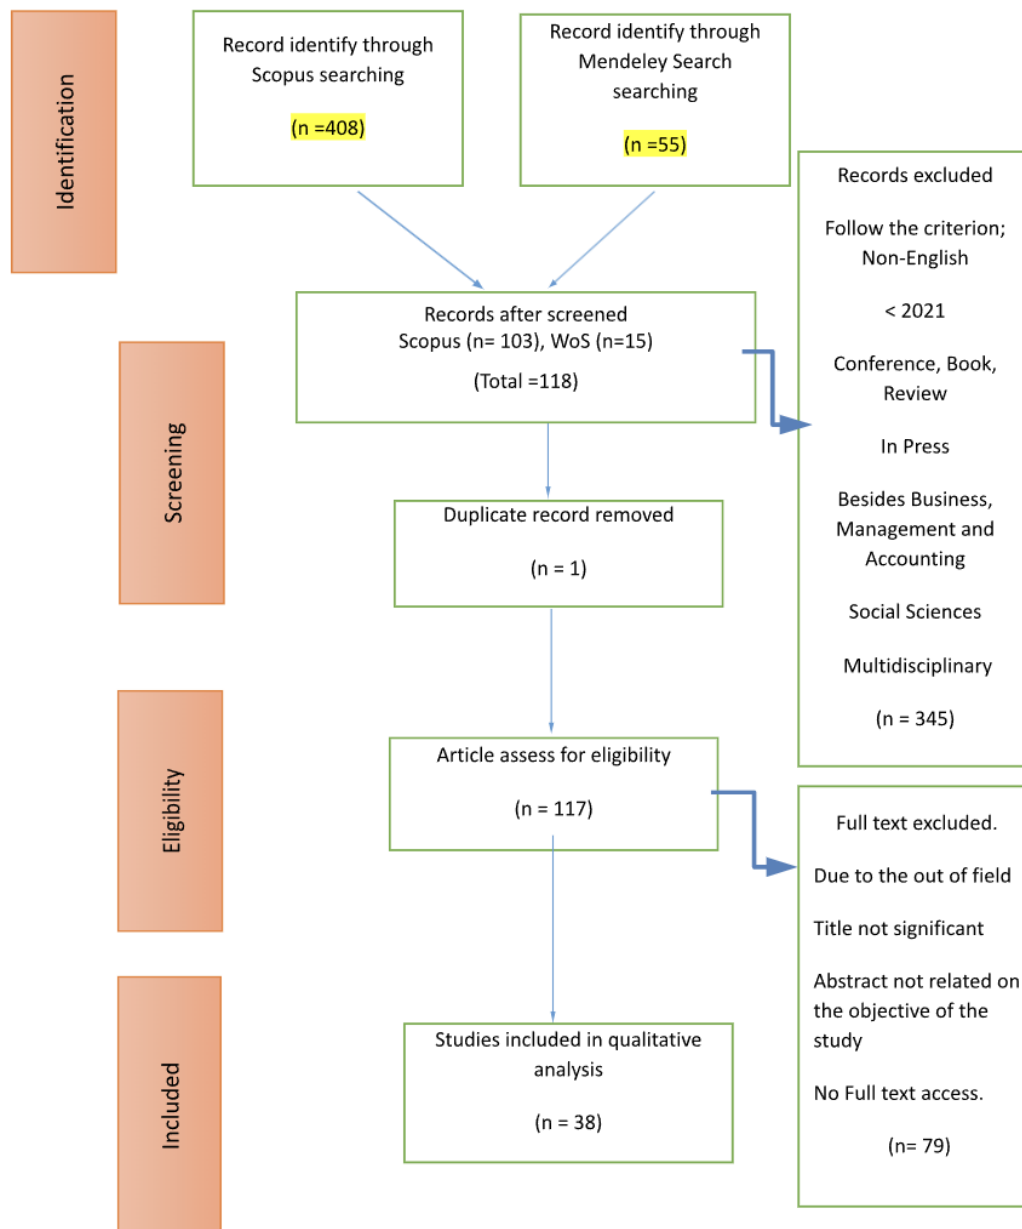 Identification
Record identify through
Scopus searching
(n =408)
Record identify through
Mendeley Search
searching
(n =55)
Records excluded
Follow the criterion;
Non-English
< 2021
Conference, Book,
Review
In Press
Besides Business,
Management and
Accounting
Social Sciences
Multidisciplinary
(n = 345)
Screening
Records after screened
Scopus (n= 103), WoS (n=15)
(Total =118)
Duplicate record removed
(n = 1)
Eligibility
Article assess for eligibility
(n = 117)
Full text excluded.
Due to the out of field
Title not significant
Abstract not related on
the objective of the
study
No Full text access.
(n= 79)
Included
Studies included in qualitative
analysis
(n = 38)